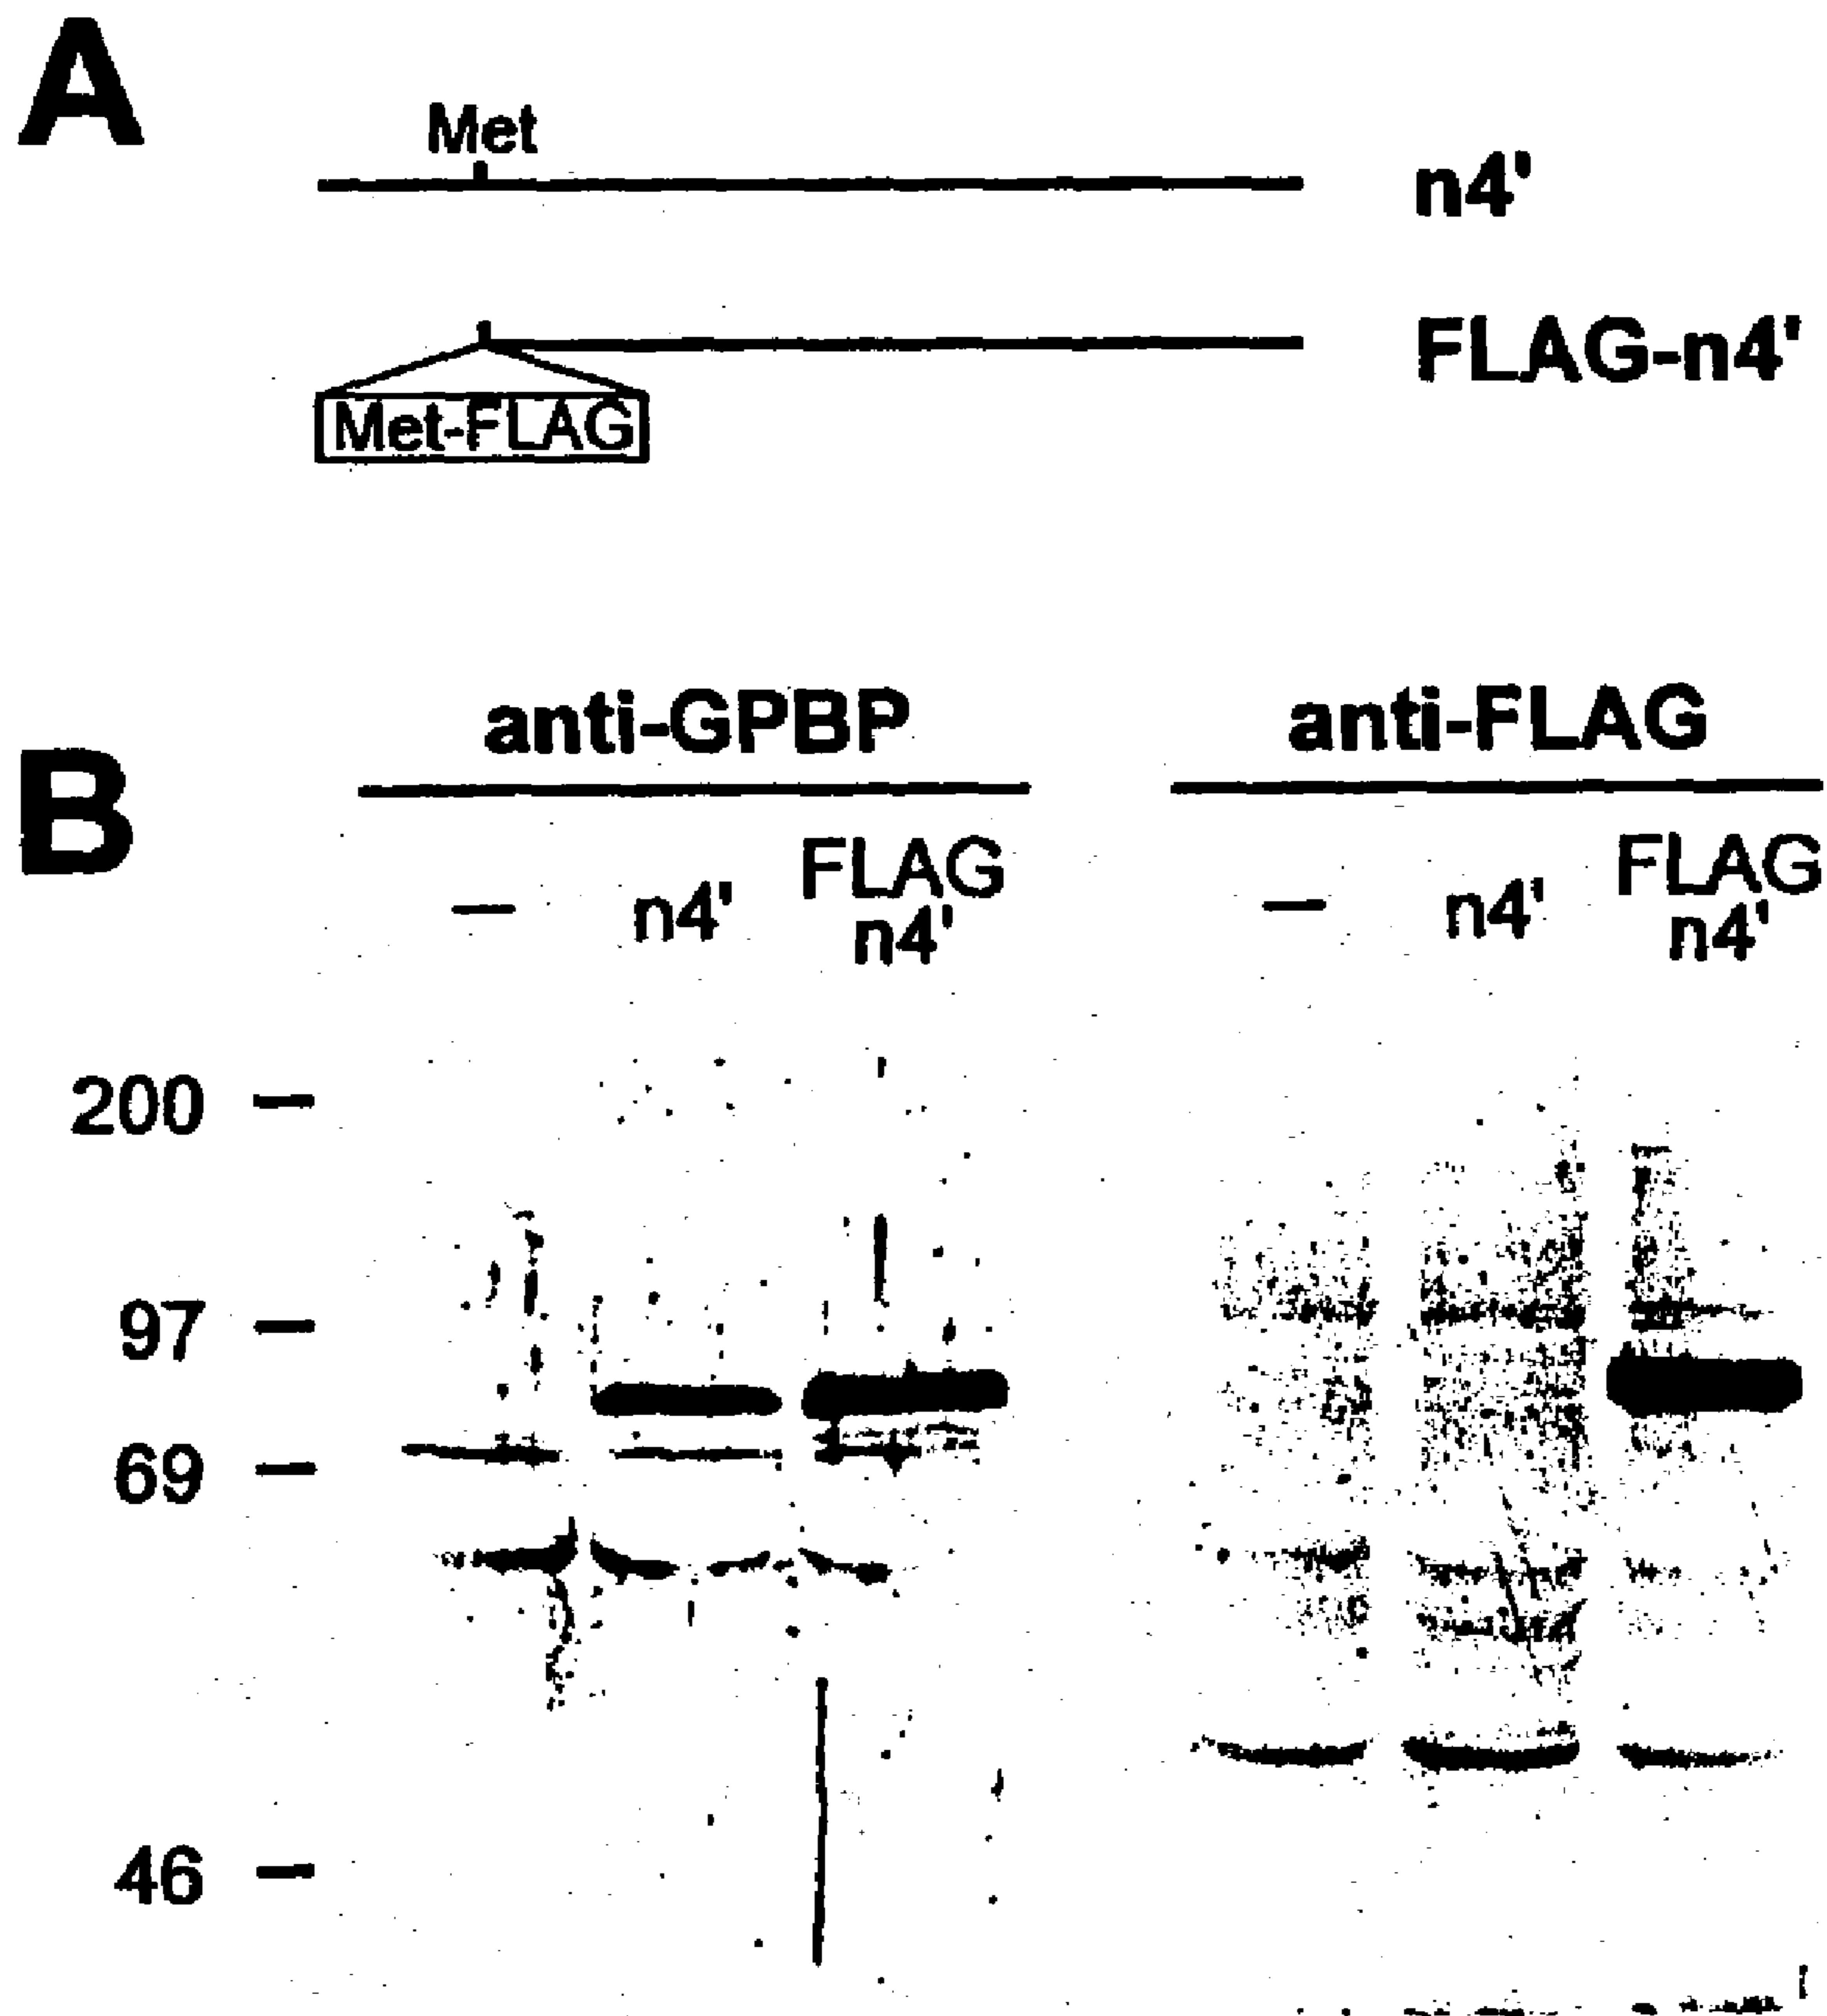 A
Met
n4'
FLAG-n4'
Met-FLAG
B
anti-GPBP
anti-FLAG
– n4' FLAG n4'
– n4' FLAG n4'
200
97
69
46